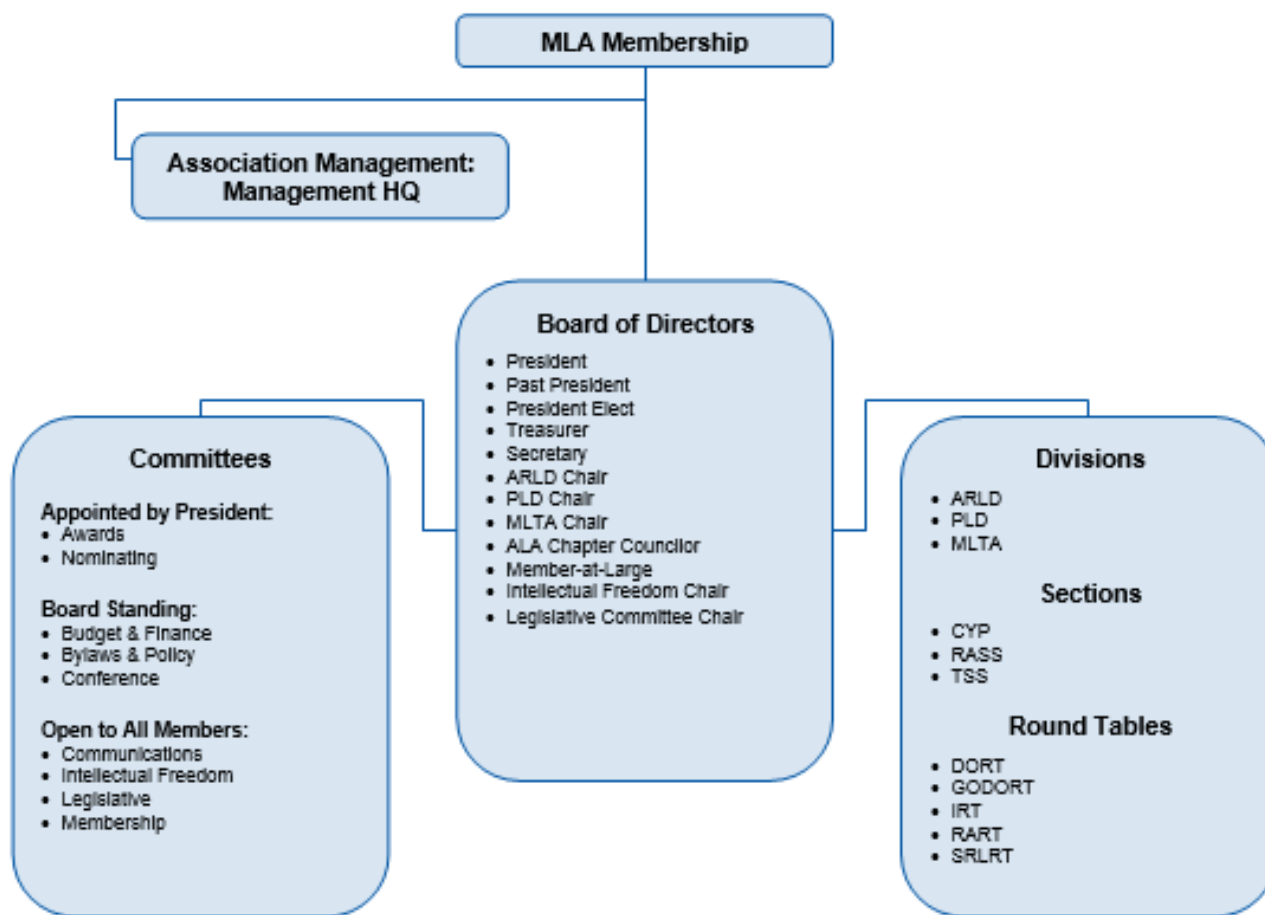 MLA Membership
Association Management:
Management HQ
Board of Directors
• President
• Past President
• President Elect
• Treasurer
• Secretary
• ARLD Chair
• PLD Chair
• MLTA Chair
• ALA Chapter Councilor
• Member-at-Large
• Intellectual Freedom Chair
• Legislative Committee Chair
Committees
Appointed by President:
• Awards
• Nominating
Board Standing:
• Budget & Finance
• Bylaws & Policy
• Conference
Open to All Members:
• Communications
• Intellectual Freedom
• Legislative
• Membership
Divisions
• ARLD
• PLD
• MLTA
Sections
• CYP
• RASS
• TSS
Round Tables
• DORT
• GODORT
• IRT
• RART
• SRLRT